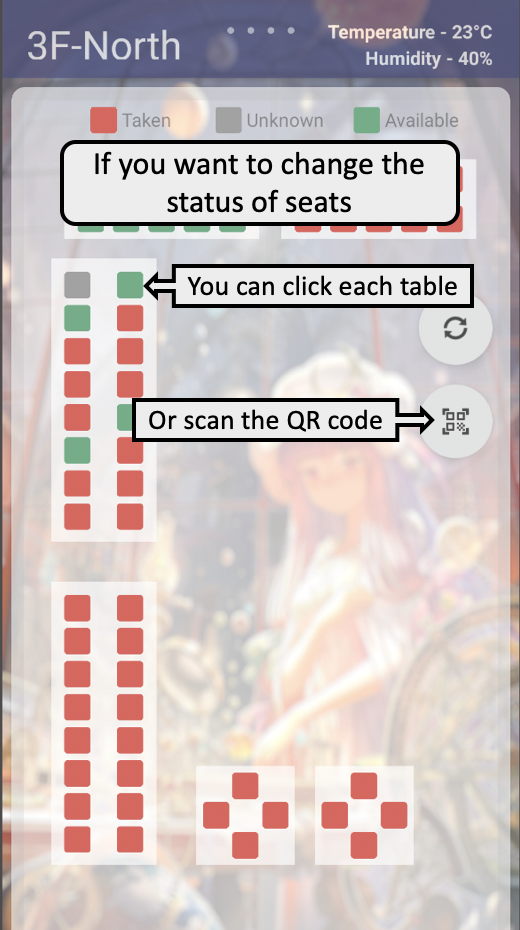 3F-North
Temperature - 23°C
Humidity - 40%
Taken
Unknown
Available
If you want to change the
status of seats
You can click each table
Or scan the QR code